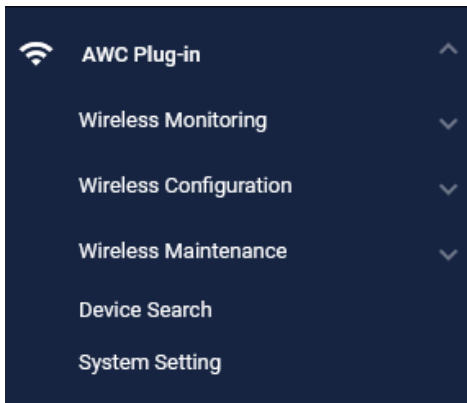 AWC Plug-in
Wireless Monitoring
Wireless Configuration
Wireless Maintenance
Device Search
System Setting